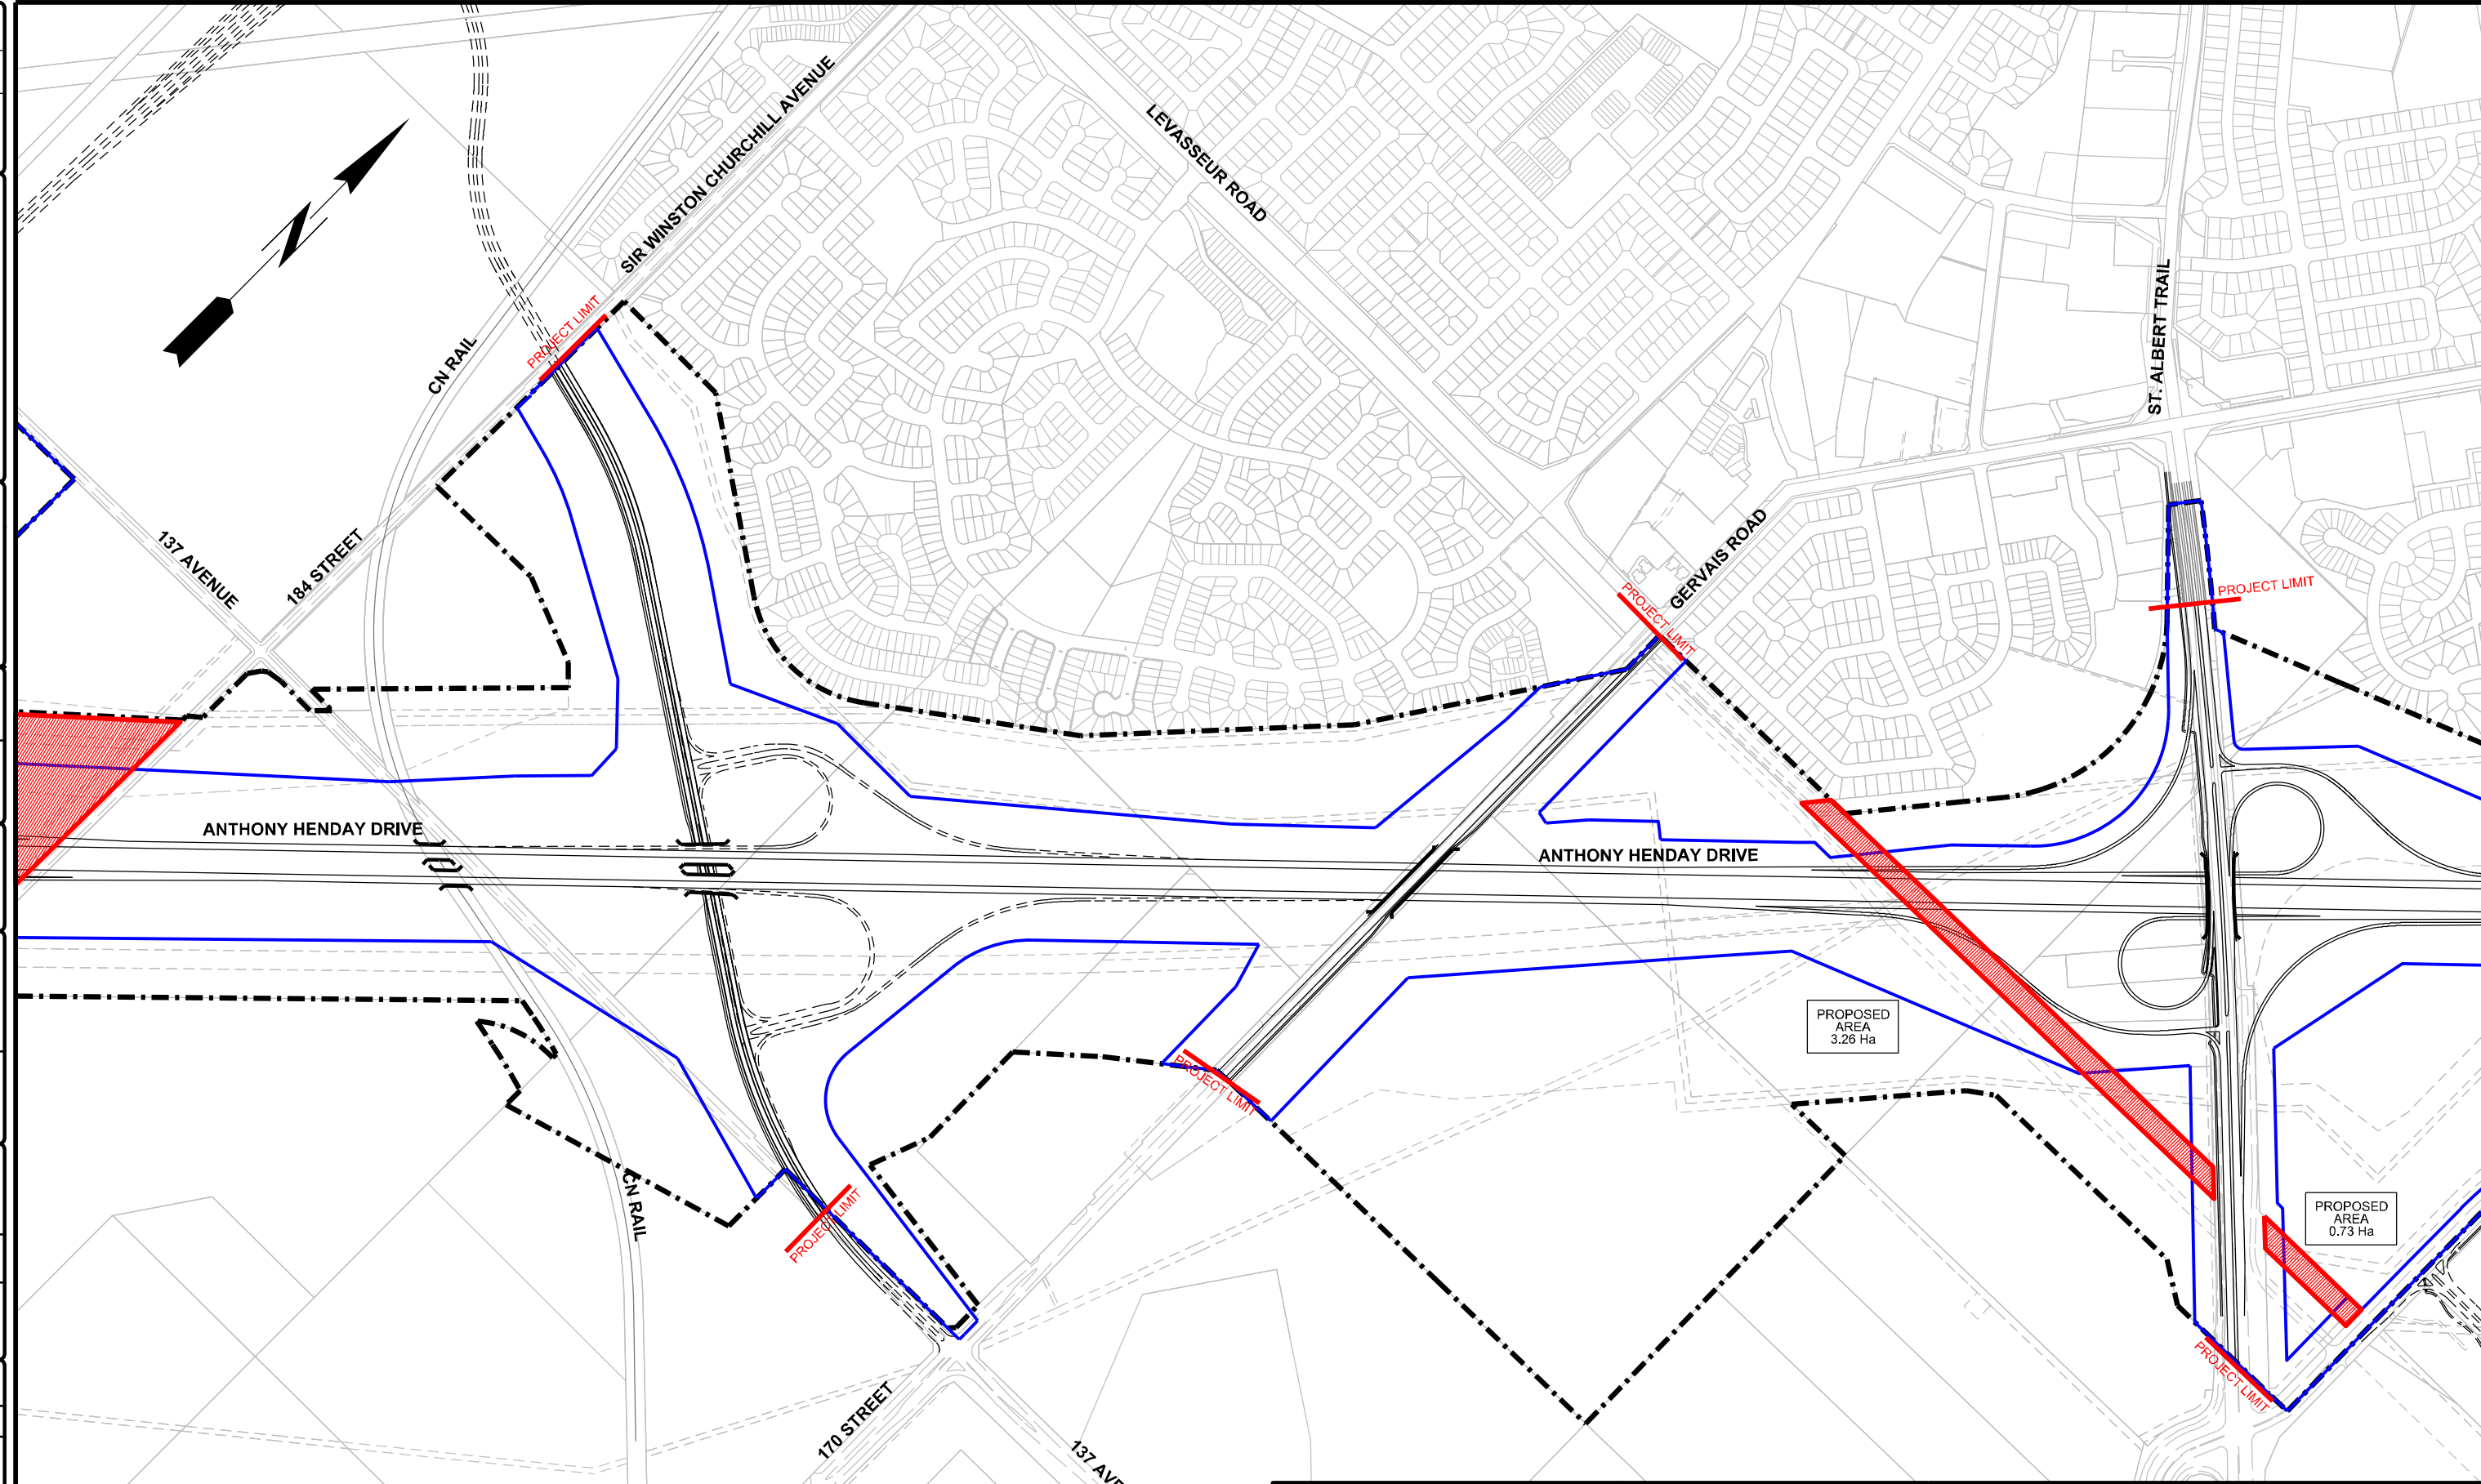 SIR WINSTON CHURCHILL AVENUE
LEVASSEUR ROAD
ST. ALBERT TRAIL
CN RAIL
PROJECT LIMIT
137 AVENUE
184 STREET
GERVAIS ROAD
PROJECT LIMIT
PROJECT LIMIT
ANTHONY HENDAY DRIVE
ANTHONY HENDAY DRIVE
PROPOSED
AREA
3.26 Ha
PROJECT LIMIT
CN RAIL
PROJECT LIMIT
PROPOSED
AREA
0.73 Ha
PROJECT LIMIT
170 STREET
137 AVE